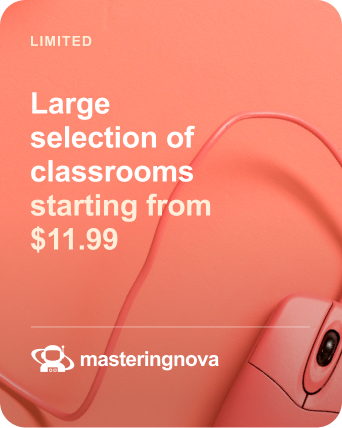 LIMITED
Large
selection of
classrooms
starting from
$11.99
masteringnova